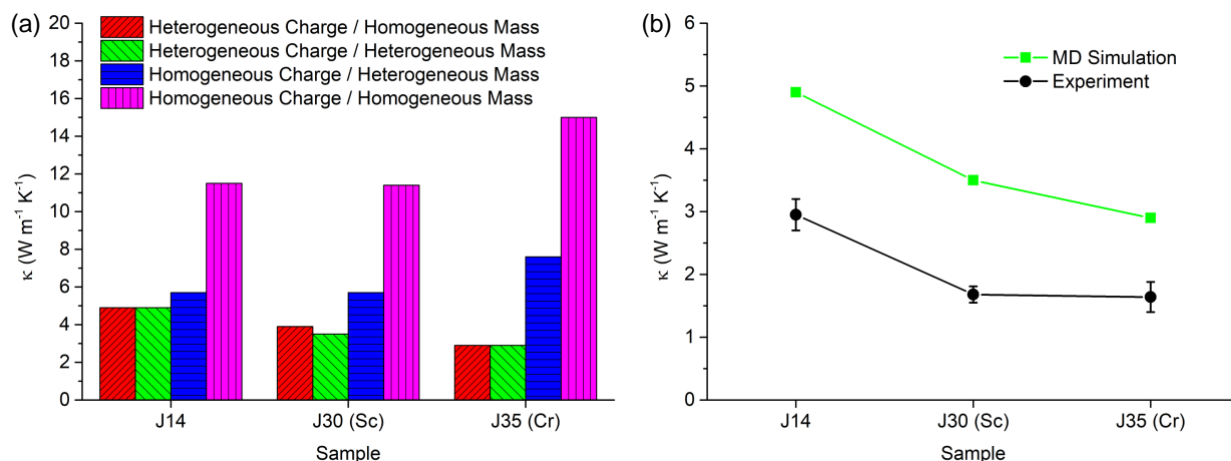 (a)
Heterogeneous Charge / Homogeneous Mass
Heterogeneous Charge / Heterogeneous Mass
Homogeneous Charge / Heterogeneous Mass
Homogeneous Charge / Homogeneous Mass
κ (W m⁻¹ K⁻¹)
20
18
16
14
12
10
8
6
4
2
0
J14
J30 (Sc)
J35 (Cr)
Sample
(b)
MD Simulation
Experiment
κ (W m⁻¹ K⁻¹)
6
5
4
3
2
1
0
J14
J30 (Sc)
J35 (Cr)
Sample